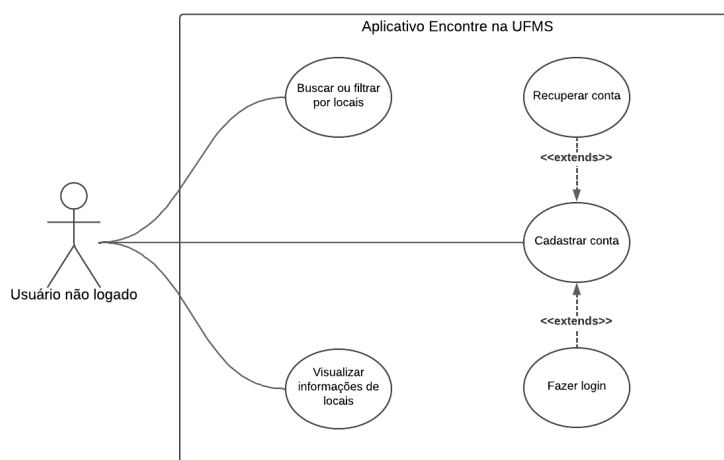 Aplicativo Encontre na UFMS
Buscar ou filtrar
por locais
Recuperar conta
<<extends>>
Cadastrar conta
Usuário não logado
<<extends>>
Visualizar
informações de
locais
Fazer login